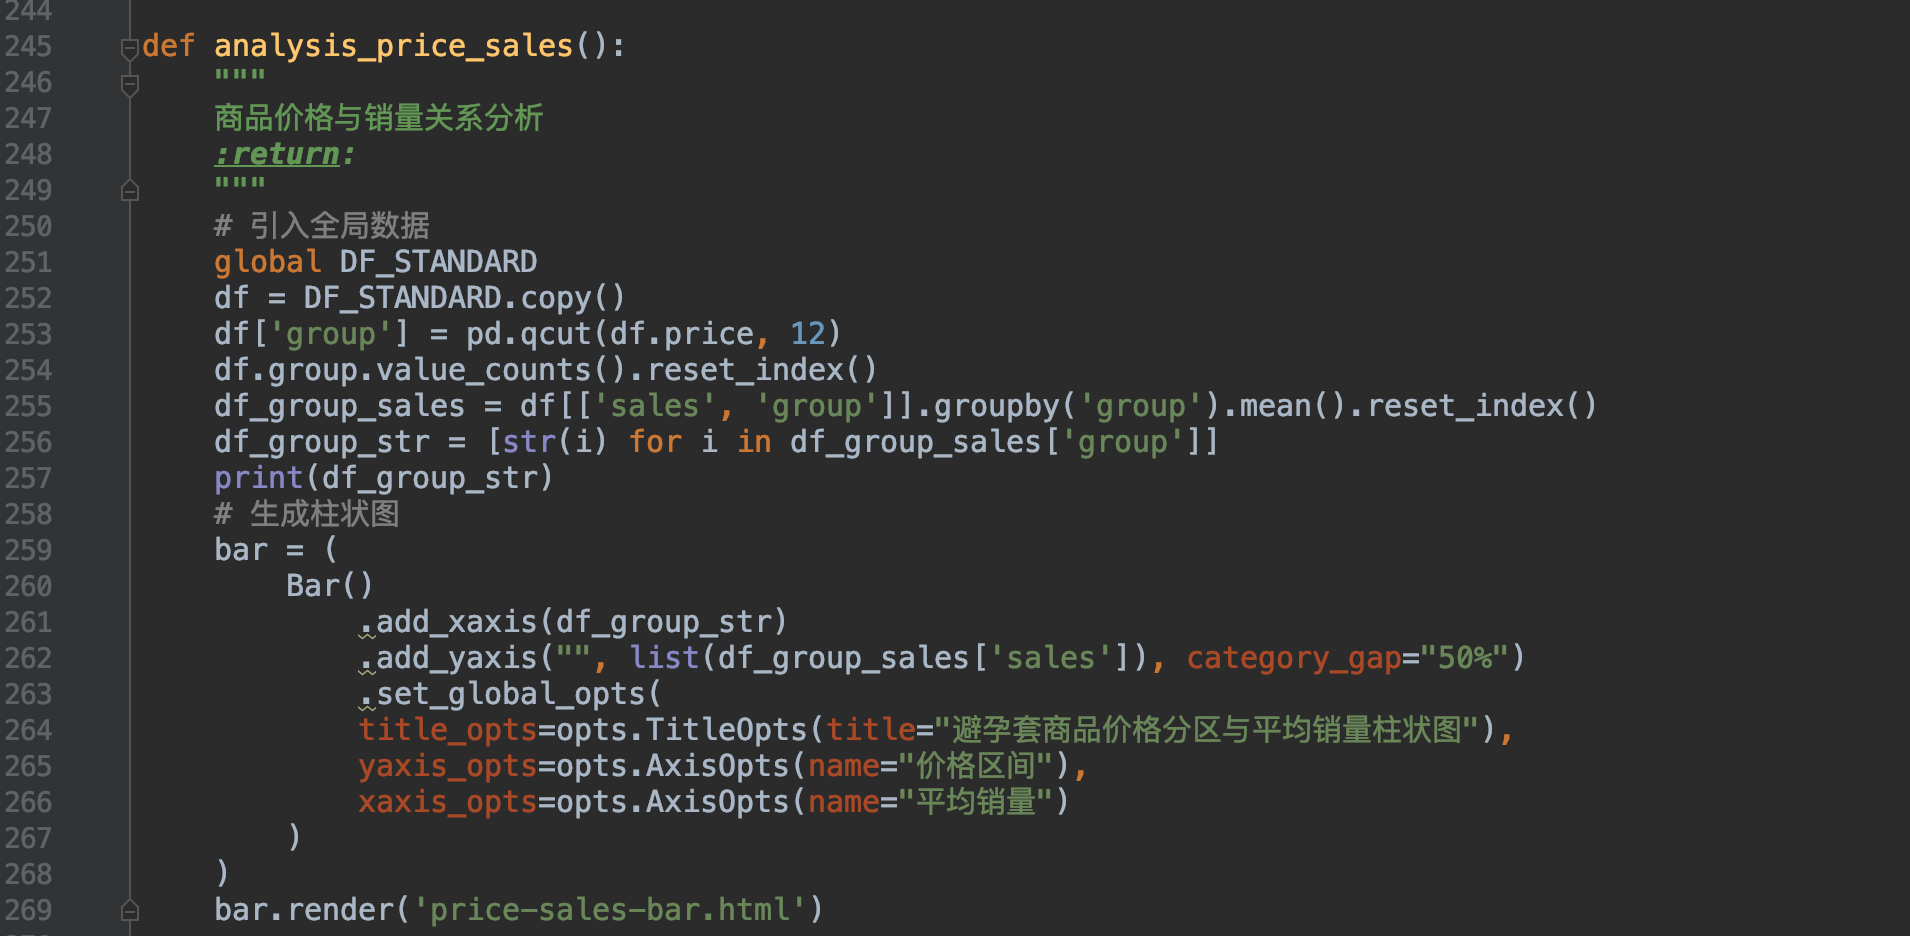 244
245 def analysis_price_sales():
246 """
247 商品价格与销量关系分析
248 :return:
249 """
250 # 引入全局数据
251 global DF_STANDARD
252 df = DF_STANDARD.copy()
253 df['group'] = pd.qcut(df.price, 12)
254 df.group.value_counts().reset_index()
255 df_group_sales = df[['sales', 'group']].groupby('group').mean().reset_index()
256 df_group_str = [str(i) for i in df_group_sales['group']]
257 print(df_group_str)
258 # 生成柱状图
259 bar = (
260 Bar()
261 .add_xaxis(df_group_str)
262 .add_yaxis("", list(df_group_sales['sales']), category_gap="50%")
263 .set_global_opts(
264 title_opts=opts.TitleOpts(title="避孕套商品价格分区与平均销量柱状图"),
265 yaxis_opts=opts.AxisOpts(name="价格区间"),
266 xaxis_opts=opts.AxisOpts(name="平均销量")
267 )
268 )
269 bar.render('price-sales-bar.html')